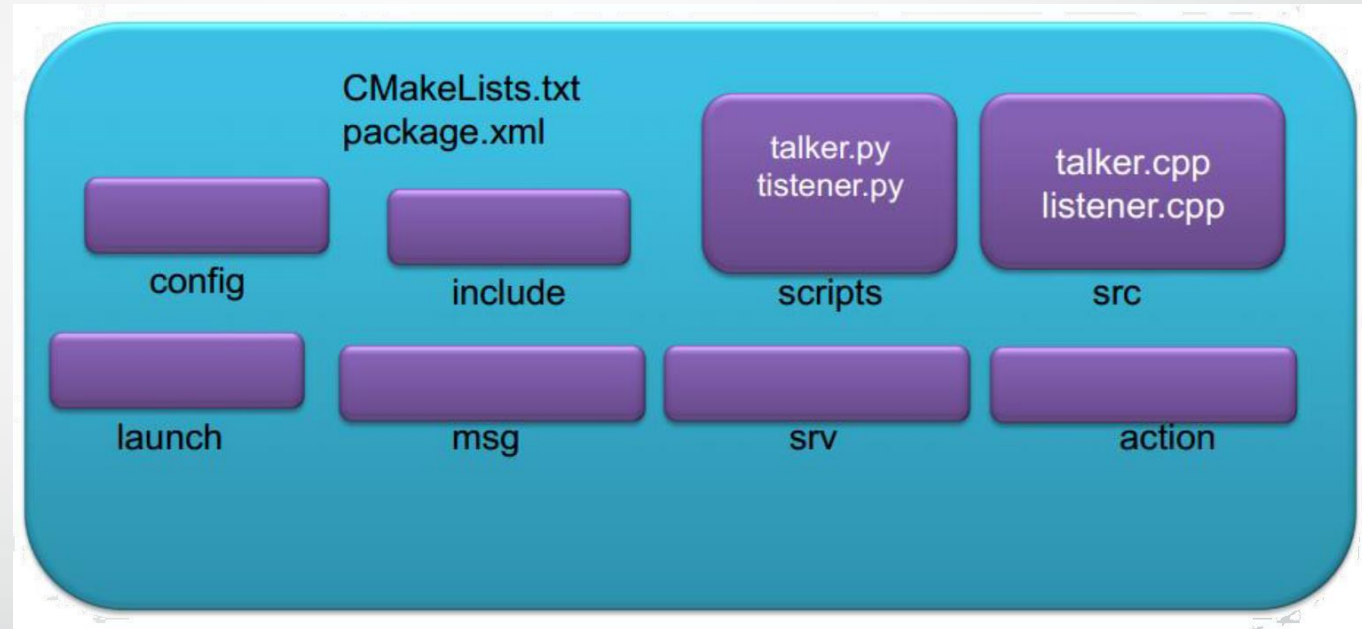 CMakeLists.txt
package.xml
talker.py
tistener.py
talker.cpp
listener.cpp
config
include
scripts
src
launch
msg
srv
action